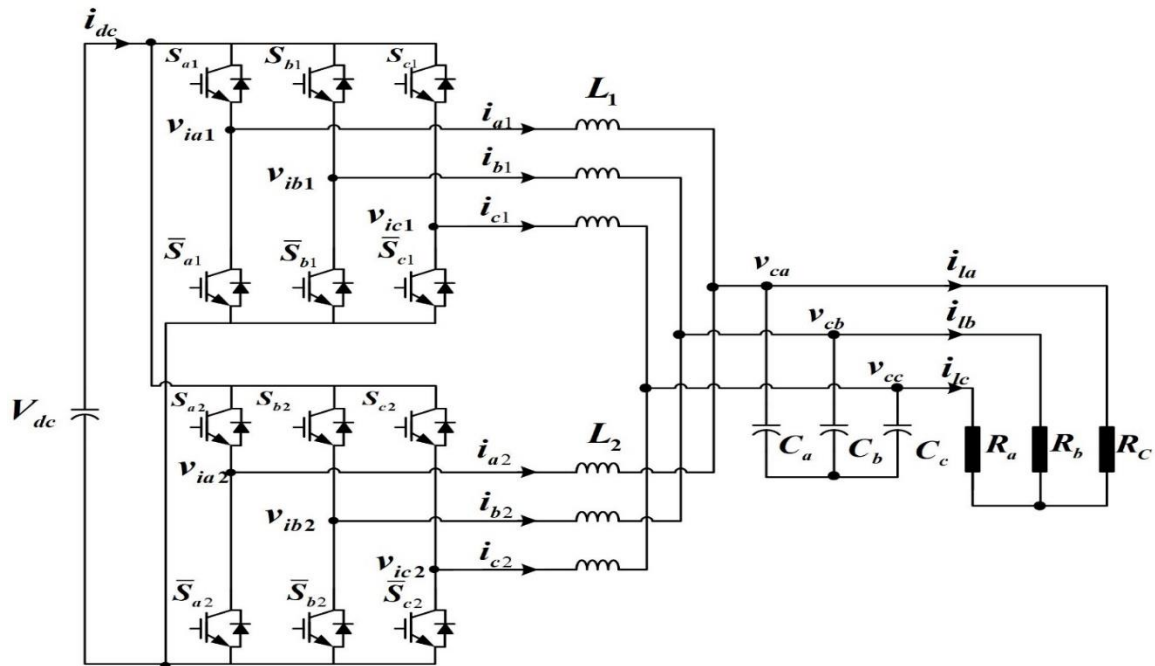 i_dc
S_a1 S_b1 S_c1
L_1
v_ia1 i_a1
v_ib1 i_b1
v_ic1 i_c1
S̅_a1 S̅_b1 S̅_c1
v_ca i_la
v_cb i_lb
v_cc i_lc
V_dc
S_a2 S_b2 S_c2
L_2
C_a C_b C_c R_a R_b R_C
v_ia2 i_a2
v_ib2 i_b2
v_ic2 i_c2
S̅_a2 S̅_b2 S̅_c2